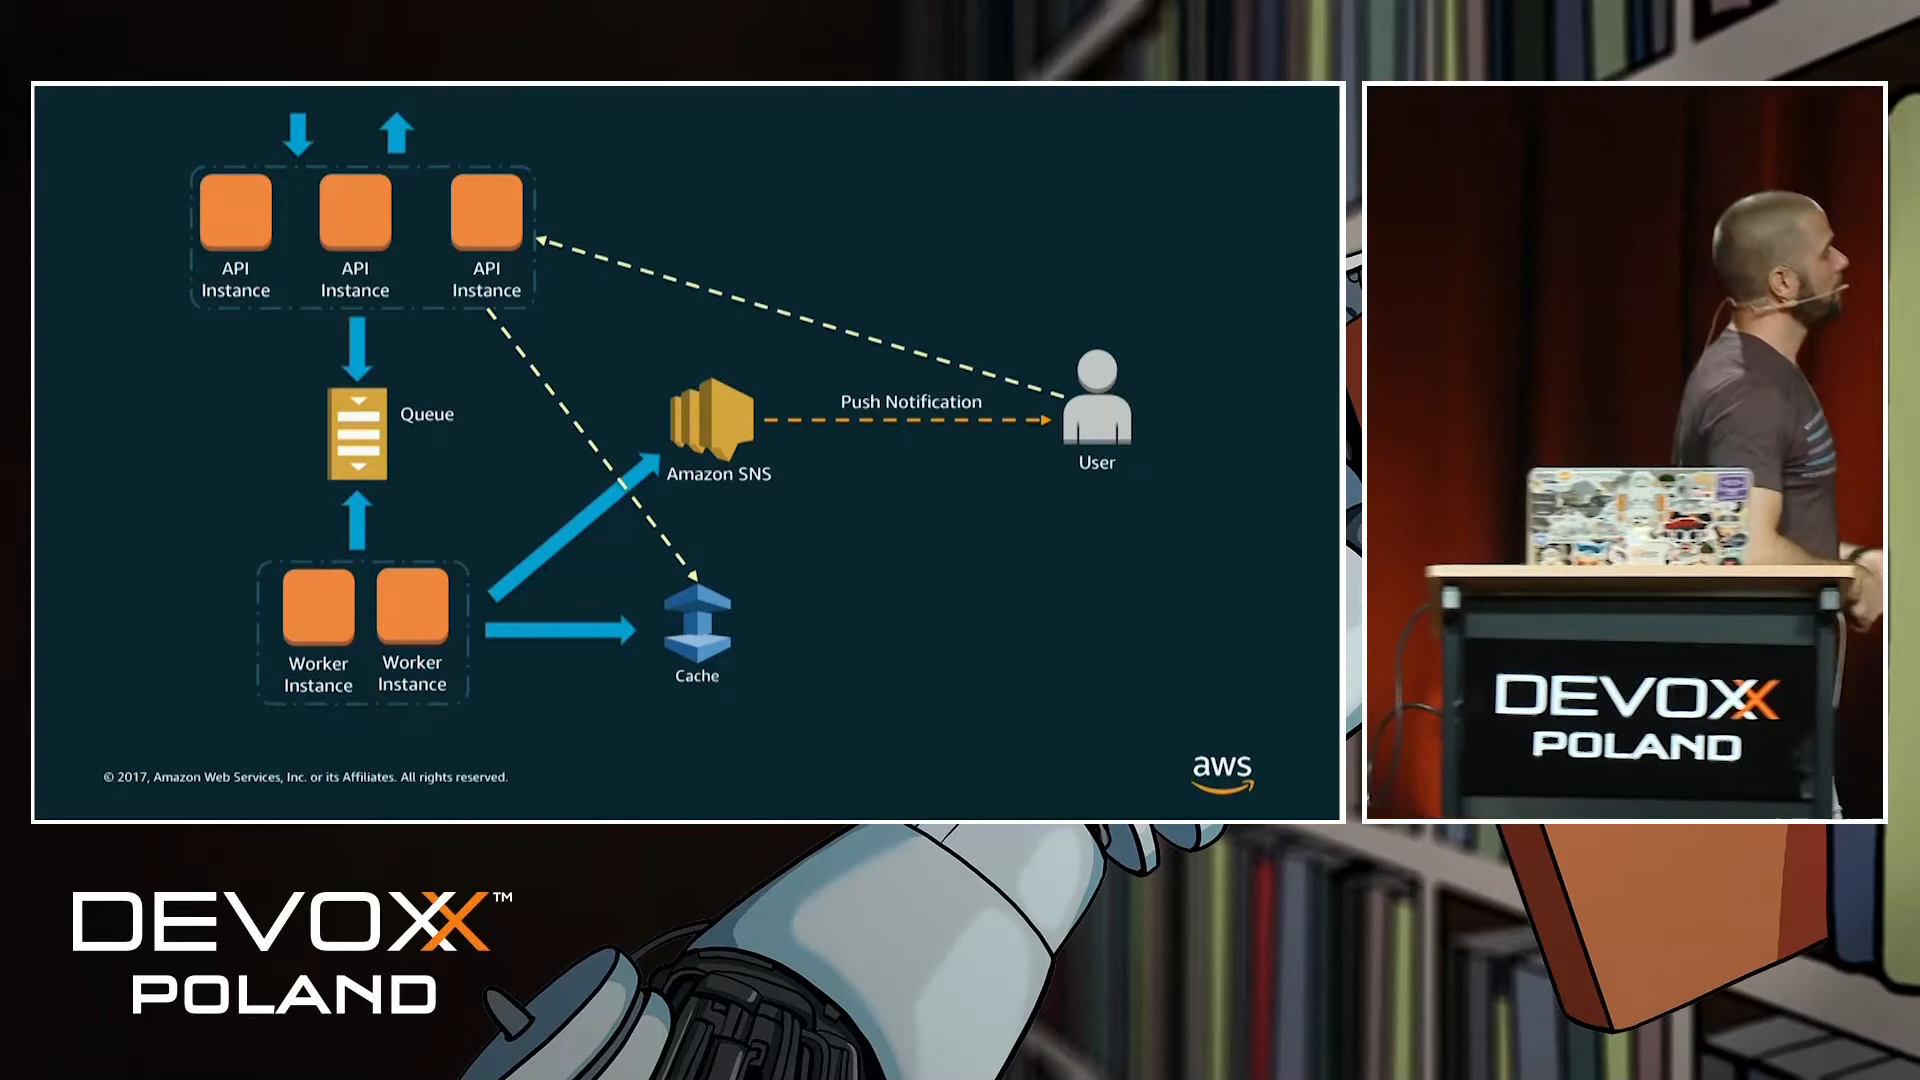 API
Instance
API
Instance
API
Instance
Queue
Push Notification
Amazon SNS
User
Worker
Instance
Worker
Instance
Cache
© 2017, Amazon Web Services, Inc. or its Affiliates. All rights reserved.
aws
DEVOXX
POLAND
DEVOXX™
POLAND